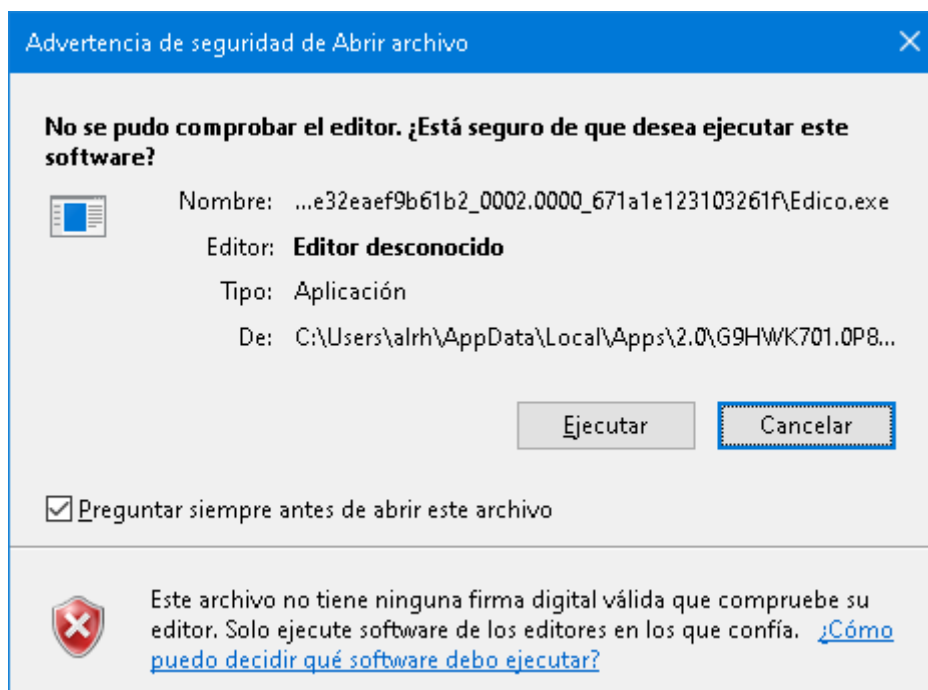 Advertencia de seguridad de Abrir archivo
No se pudo comprobar el editor. ¿Está seguro de que desea ejecutar este
software?
Nombre: ...e32eaef9b61b2_0002.0000_671a1e123103261f\Edico.exe
Editor: Editor desconocido
Tipo: Aplicación
De: C:\Users\alrh\AppData\Local\Apps\2.0\G9HWK701.0P8...
Ejecutar Cancelar
Preguntar siempre antes de abrir este archivo
Este archivo no tiene ninguna firma digital válida que compruebe su
editor. Solo ejecute software de los editores en los que confía. ¿Cómo
puedo decidir qué software debo ejecutar?